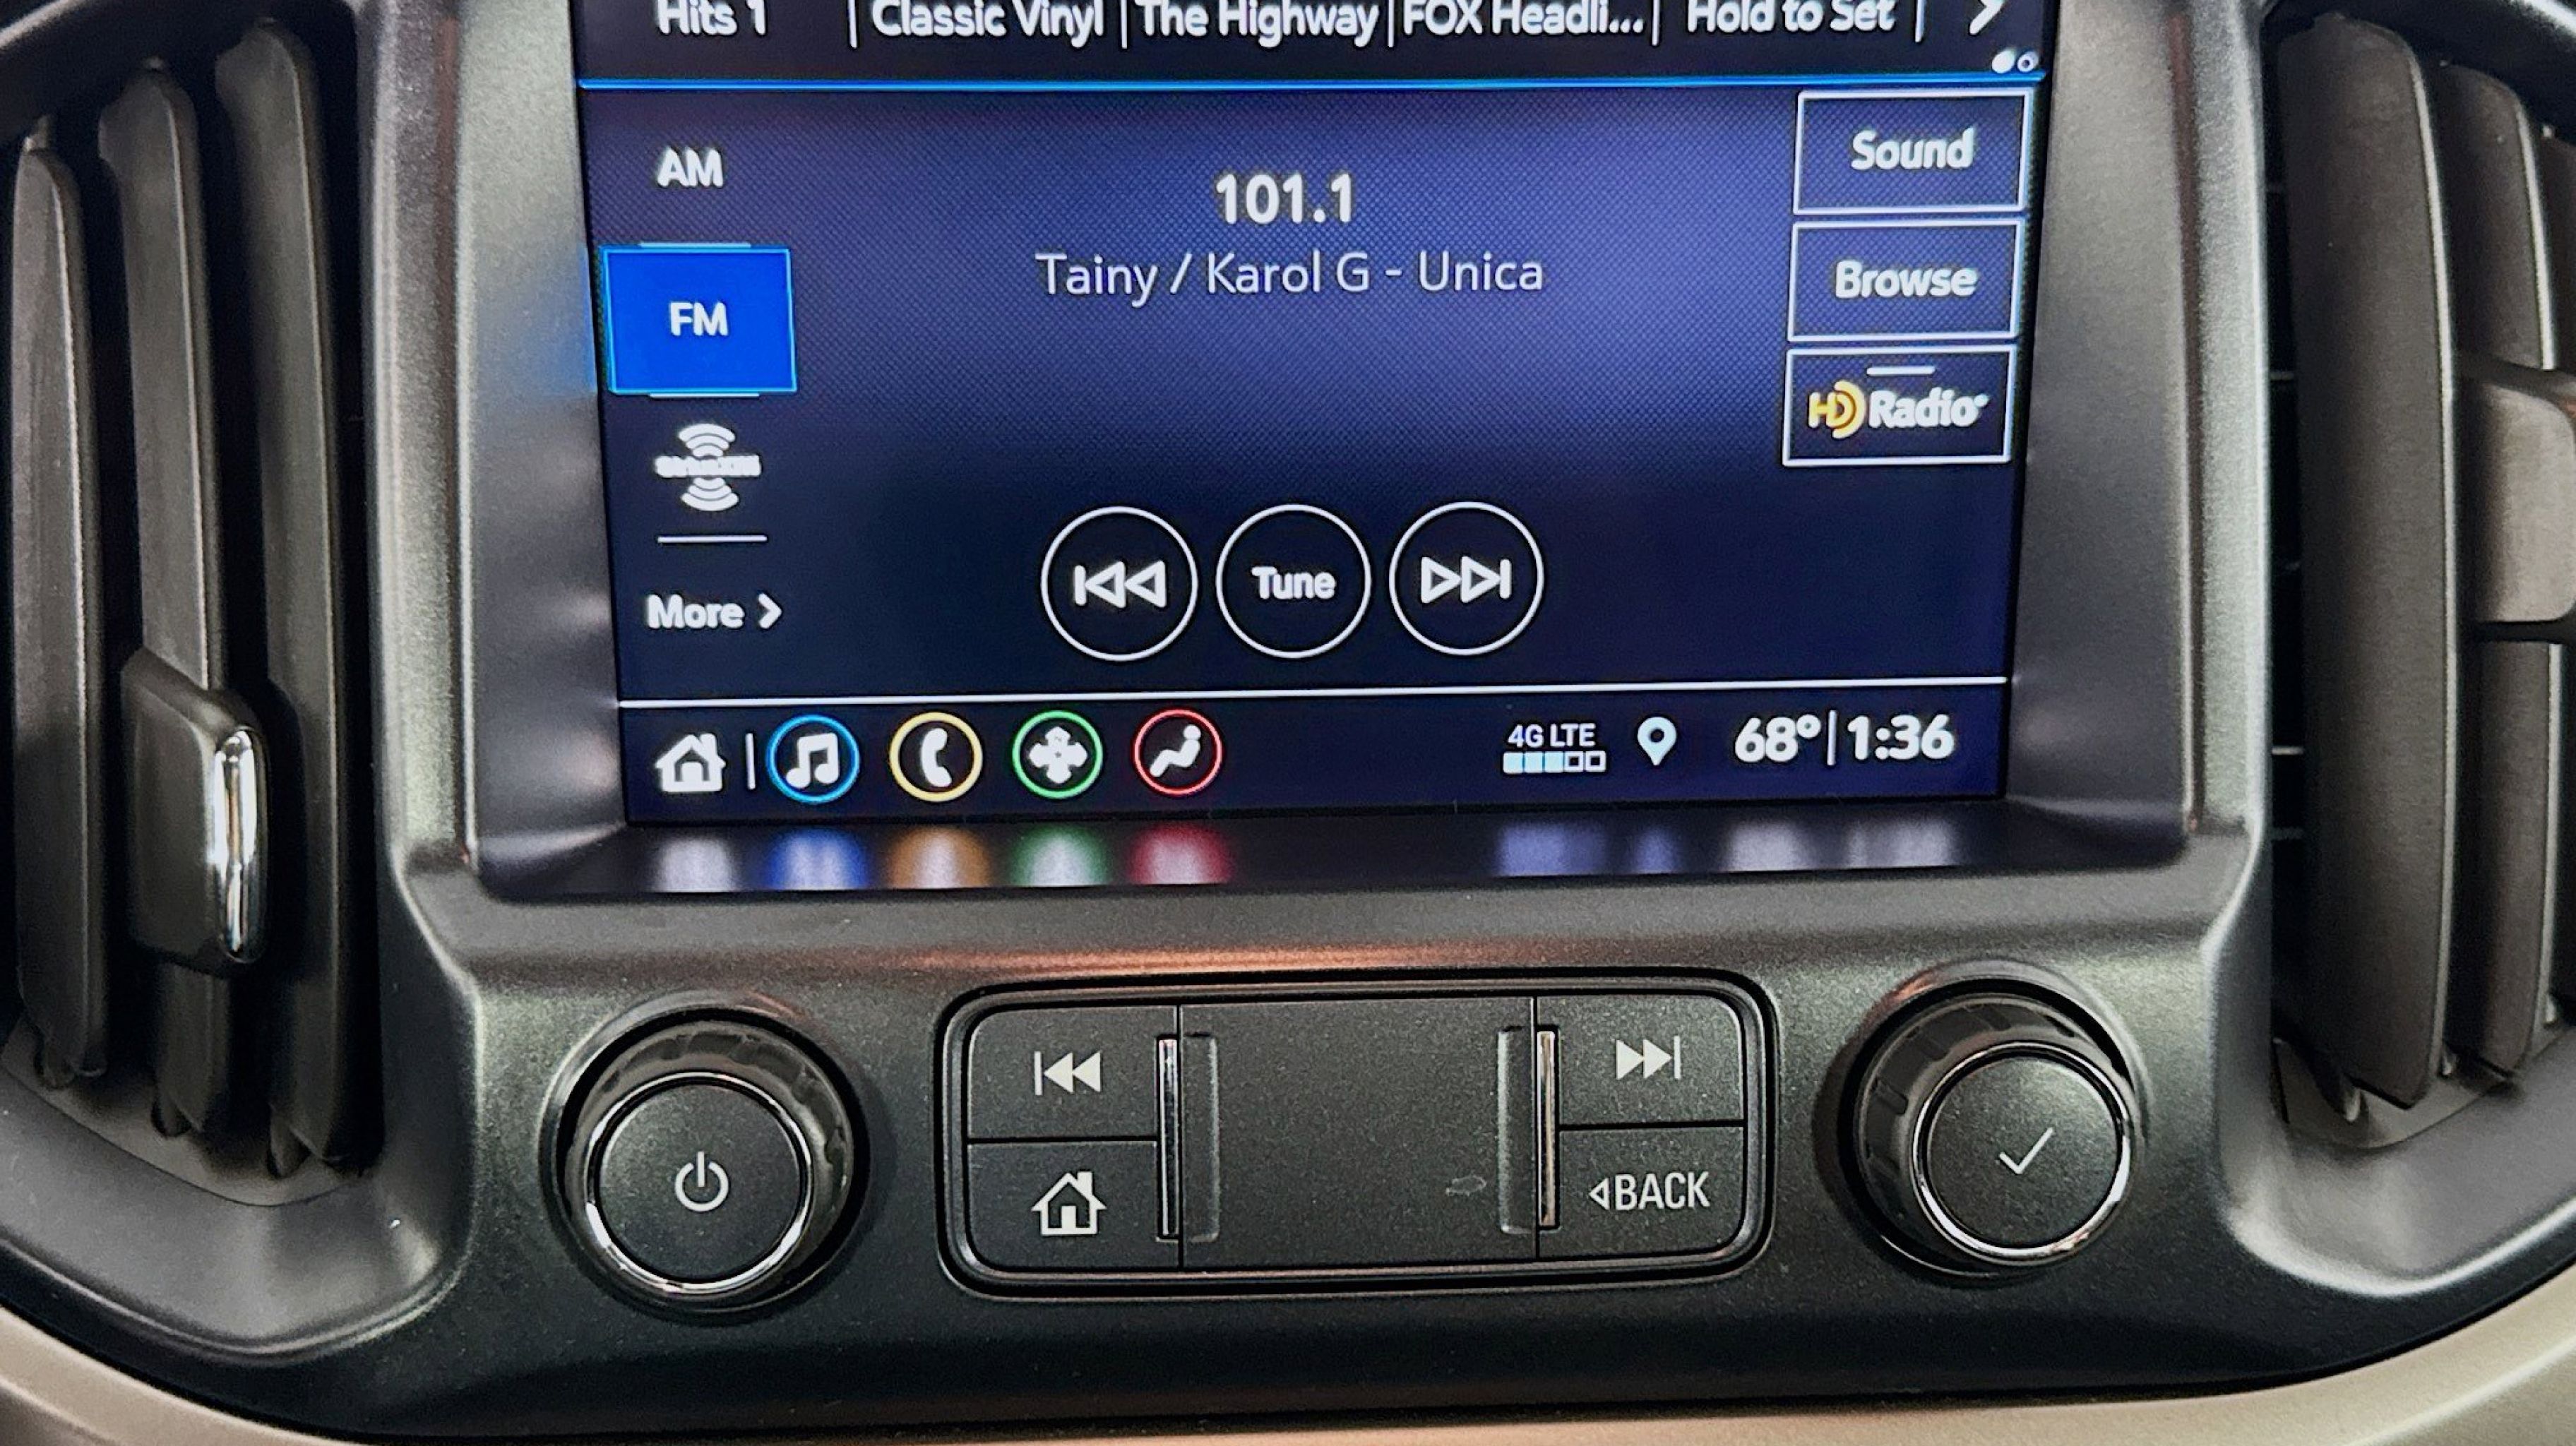 Hits 1 | Classic Vinyl | The Highway | FOX Headli... | Hold to Set |
AM
Sound
101.1
Tainy / Karol G - Unica
Browse
FM
HD Radio
Tune
More
4G LTE
68° | 1:36
BACK